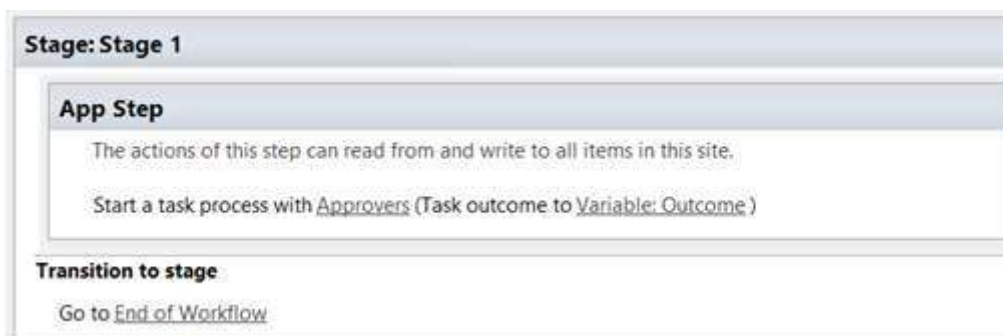 Stage: Stage 1
App Step
The actions of this step can read from and write to all items in this site.
Start a task process with Approvers (Task outcome to Variable: Outcome )
Transition to stage
Go to End of Workflow